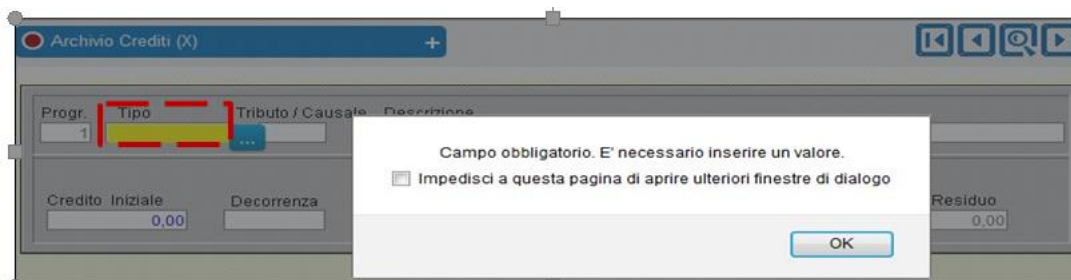 Archivio Crediti (X) +
Progr. Tipo Tributo / Causale Descrizione
1 ...
Campo obbligatorio. E' necessario inserire un valore.
Impedisci a questa pagina di aprire ulteriori finestre di dialogo
Credito Iniziale Decorrenza Residuo
0,00 0,00
OK